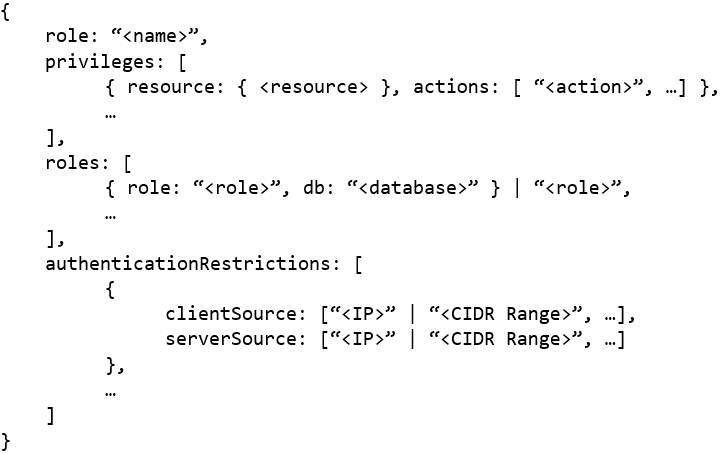 {
role: “<name>”,
privileges: [
{ resource: { <resource> }, actions: [ “<action>”, …] },
…
],
roles: [
{ role: “<role>”, db: “<database>” } | “<role>”,
…
],
authenticationRestrictions: [
{
clientSource: [“<IP>” | “<CIDR Range>”, …],
serverSource: [“<IP>” | “<CIDR Range>”, …]
},
…
]
}